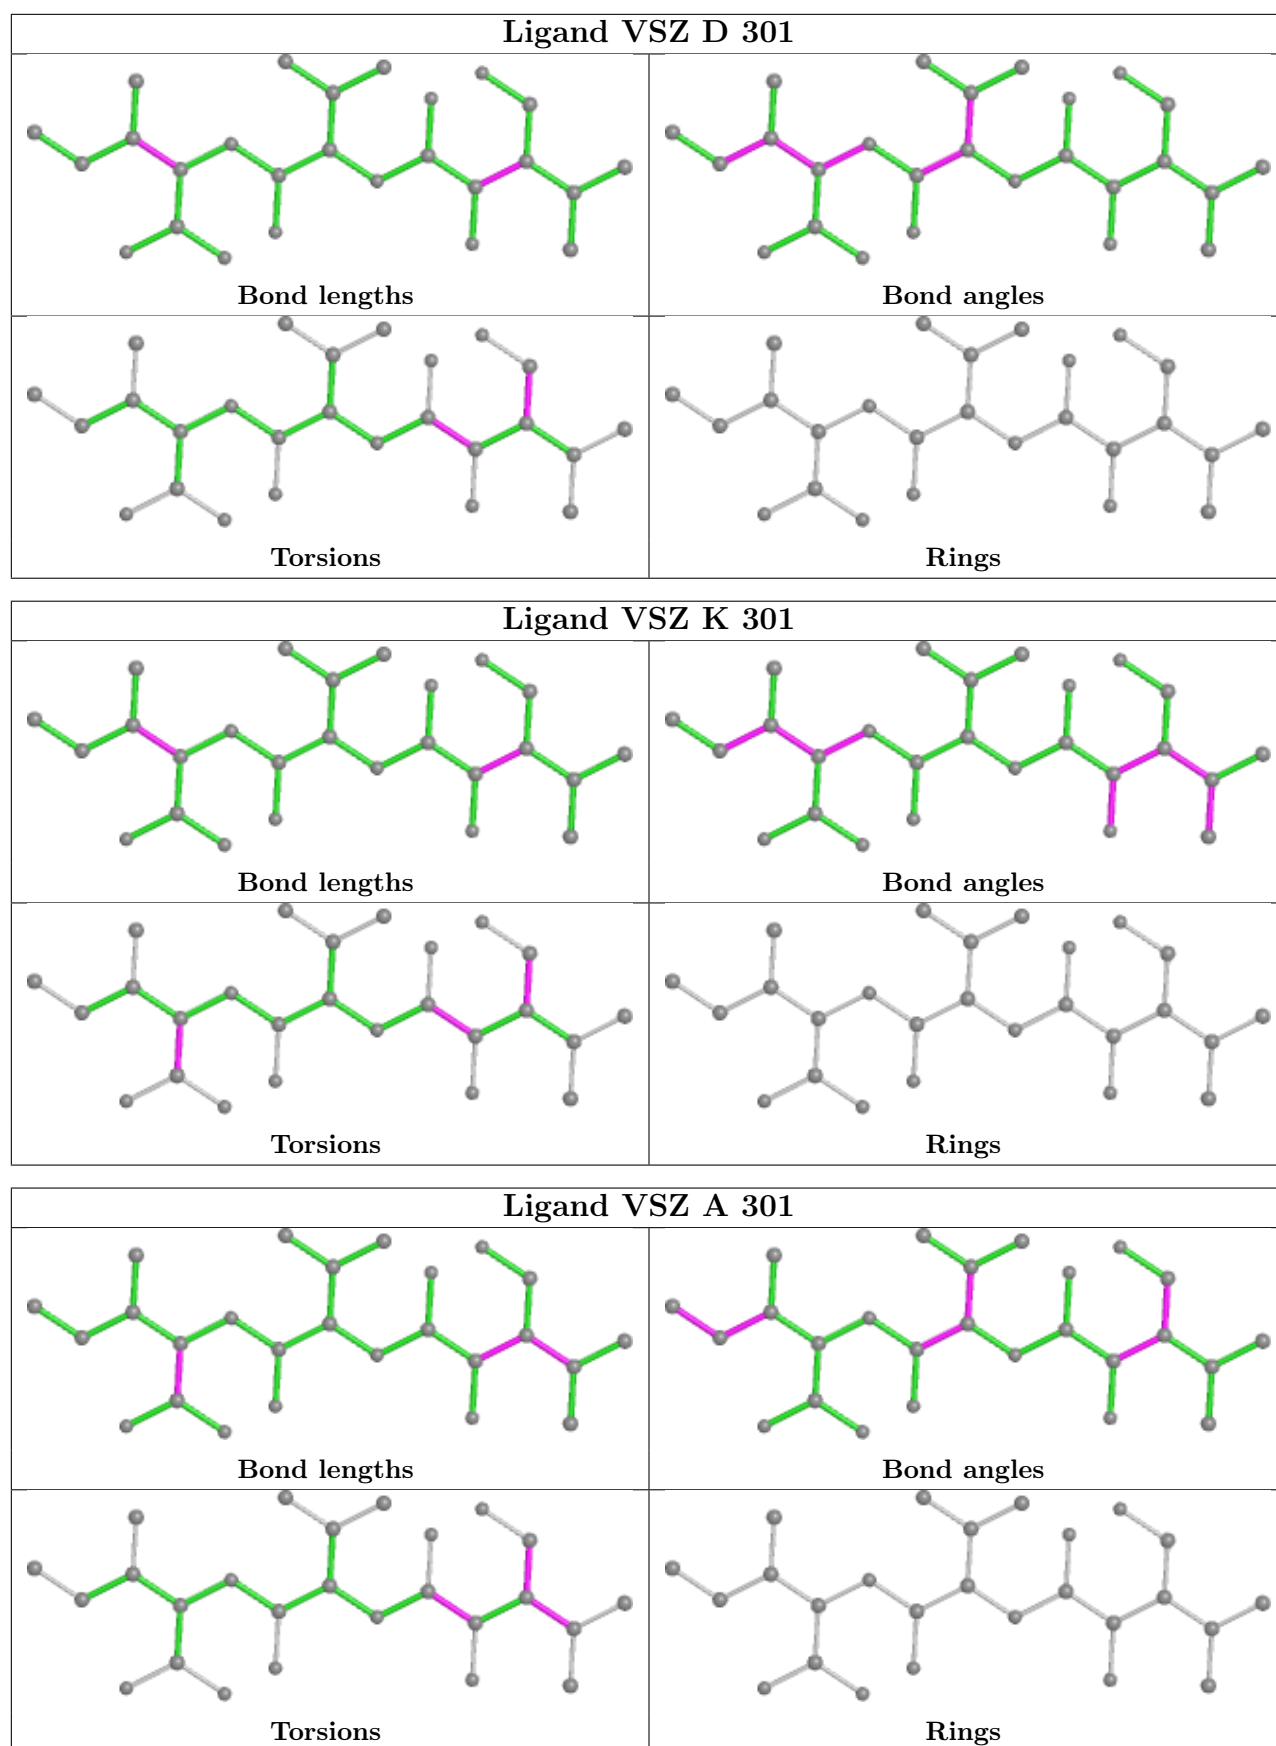 Ligand VSZ D 301
Bond lengths
Bond angles
Torsions
Rings
Ligand VSZ K 301
Bond lengths
Bond angles
Torsions
Rings
Ligand VSZ A 301
Bond lengths
Bond angles
Torsions
Rings